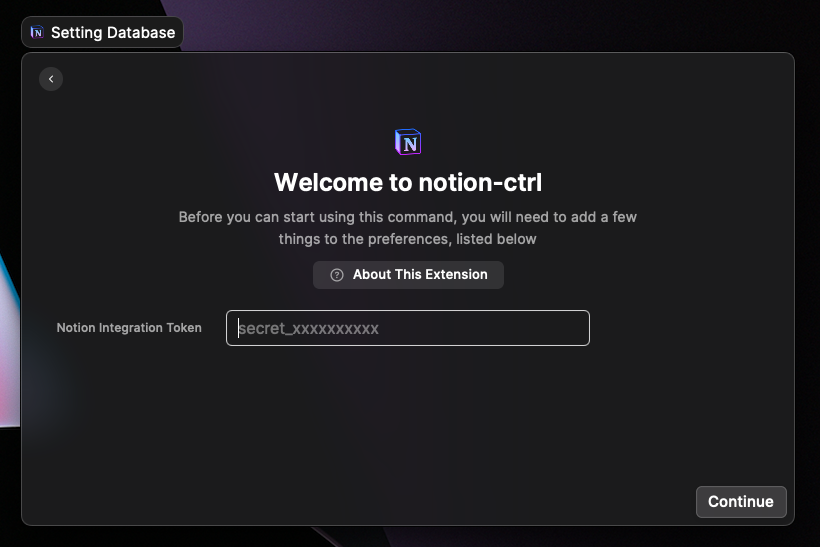 Setting Database
Welcome to notion-ctrl
Before you can start using this command, you will need to add a few
things to the preferences, listed below
About This Extension
Notion Integration Token
secret_xxxxxxxxxx
Continue